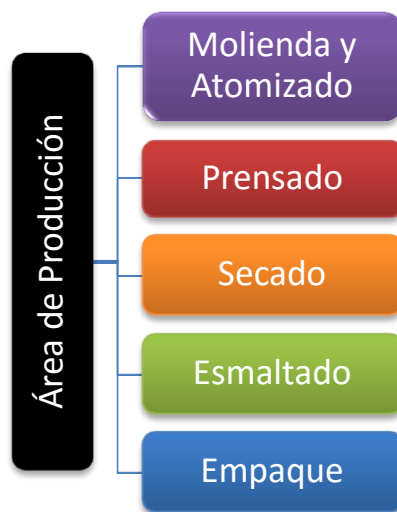 Área de Producción
Molienda y
Atomizado
Prensado
Secado
Esmaltado
Empaque